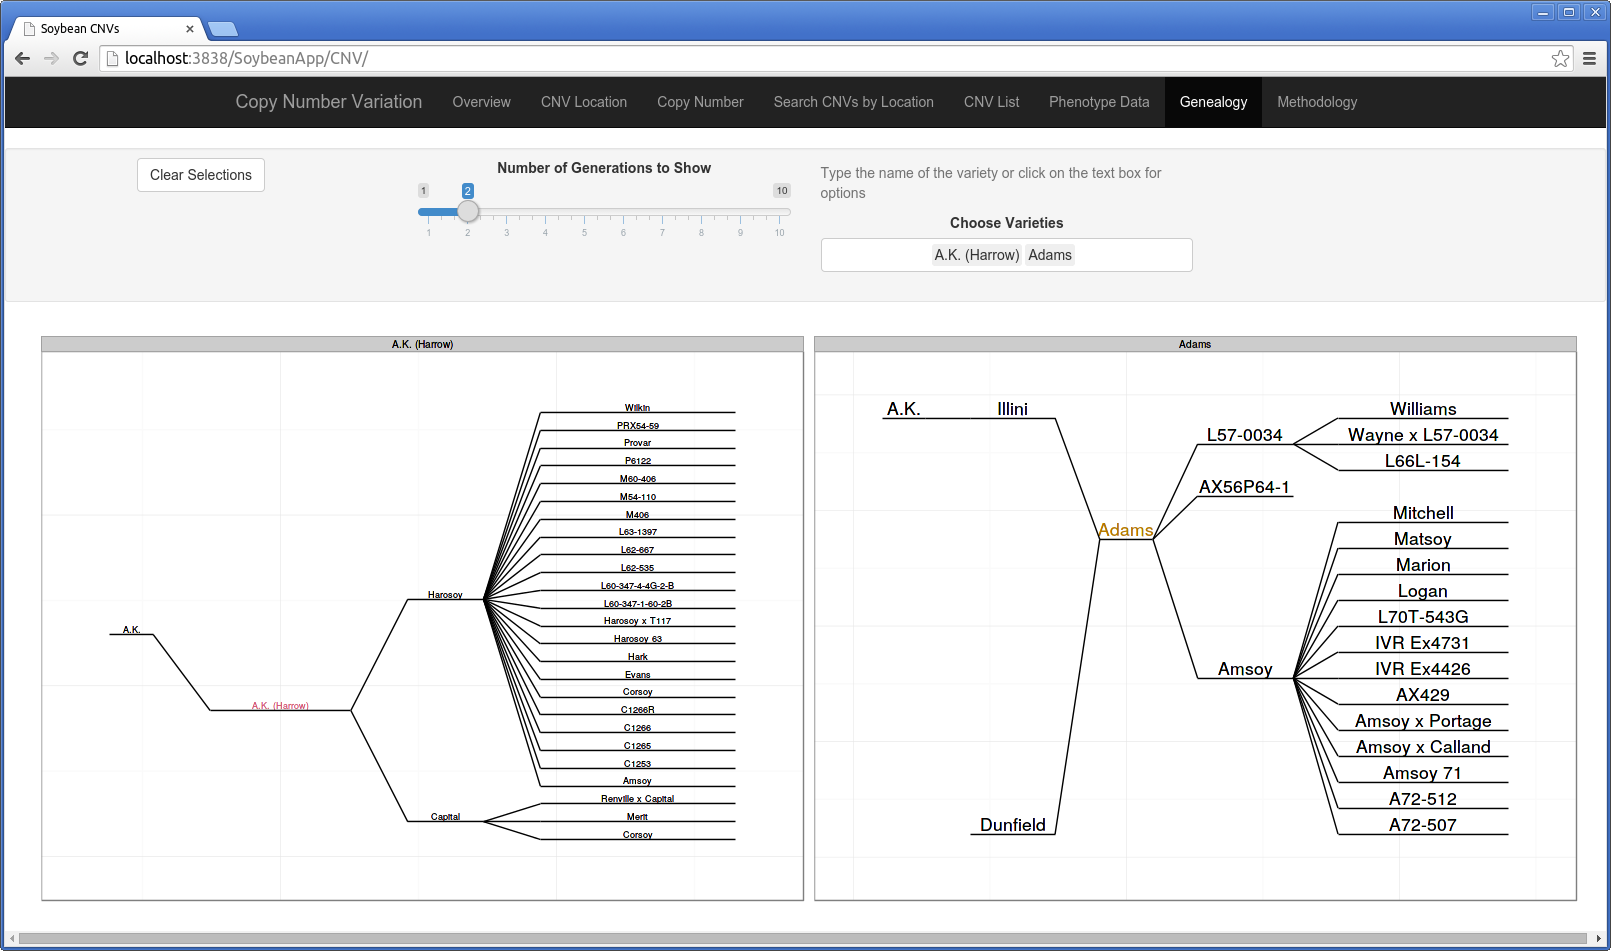 Soybean CNVs
localhost:3838/SoybeanApp/CNV/
Copy Number Variation Overview CNV Location Copy Number Search CNVs by Location CNV List Phenotype Data Genealogy Methodology
Clear Selections
Number of Generations to Show
1 2 10
1 2 3 4 5 6 7 8 9 10
Type the name of the variety or click on the text box for
options
Choose Varieties
A.K. (Harrow) Adams
A.K. (Harrow)
A.K.
A.K. (Harrow)
Harosoy
Capital
Wilkin
PRX54-59
Provar
P6122
M60-406
M54-110
M406
L63-1397
L62-667
L62-535
L60-347-4-4G-2-B
L60-347-1-60-2B
Harosoy x T117
Harosoy 63
Hark
Evans
Corsoy
C1266R
C1266
C1265
C1253
Amsoy
Renville x Capital
Merit
Corsoy
Adams
A.K.
Illini
Dunfield
Adams
L57-0034
AX56P64-1
Amsoy
Williams
Wayne x L57-0034
L66L-154
Mitchell
Matsoy
Marion
Logan
L70T-543G
IVR Ex4731
IVR Ex4426
AX429
Amsoy x Portage
Amsoy x Calland
Amsoy 71
A72-512
A72-507